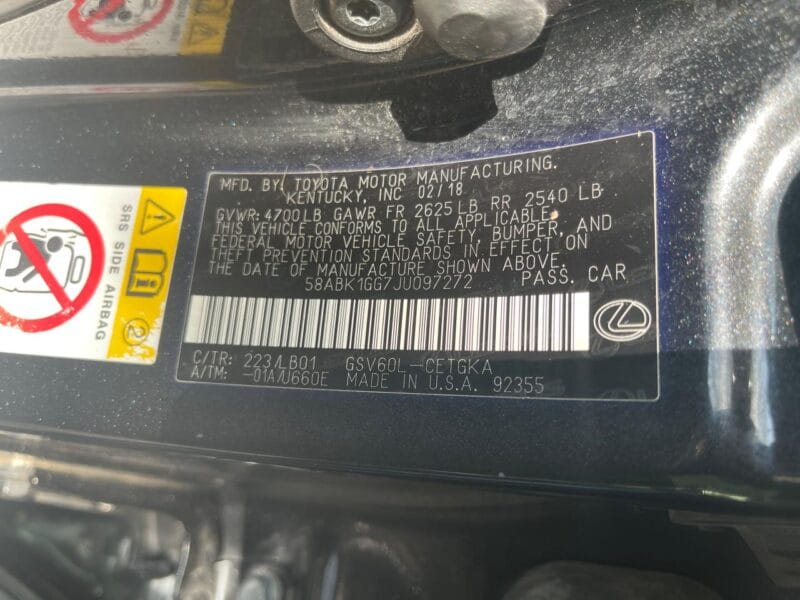 MFD. BY: TOYOTA MOTOR MANUFACTURING.
KENTUCKY, INC 02/18
GVWR: 4700 LB GAWR FR 2625 LB RR 2540 LB
THIS VEHICLE CONFORMS TO ALL APPLICABLE
FEDERAL MOTOR VEHICLE SAFETY, BUMPER, AND
THEFT PREVENTION STANDARDS IN EFFECT ON
THE DATE OF MANUFACTURE SHOWN ABOVE.
58ABK1GG7JU097272 PASS. CAR
C/TR: 223/LB01 GSV60L-CETGKA
A/TM: -01A/U660E MADE IN U.S.A. 92355
SRS SIDE AIRBAG
2